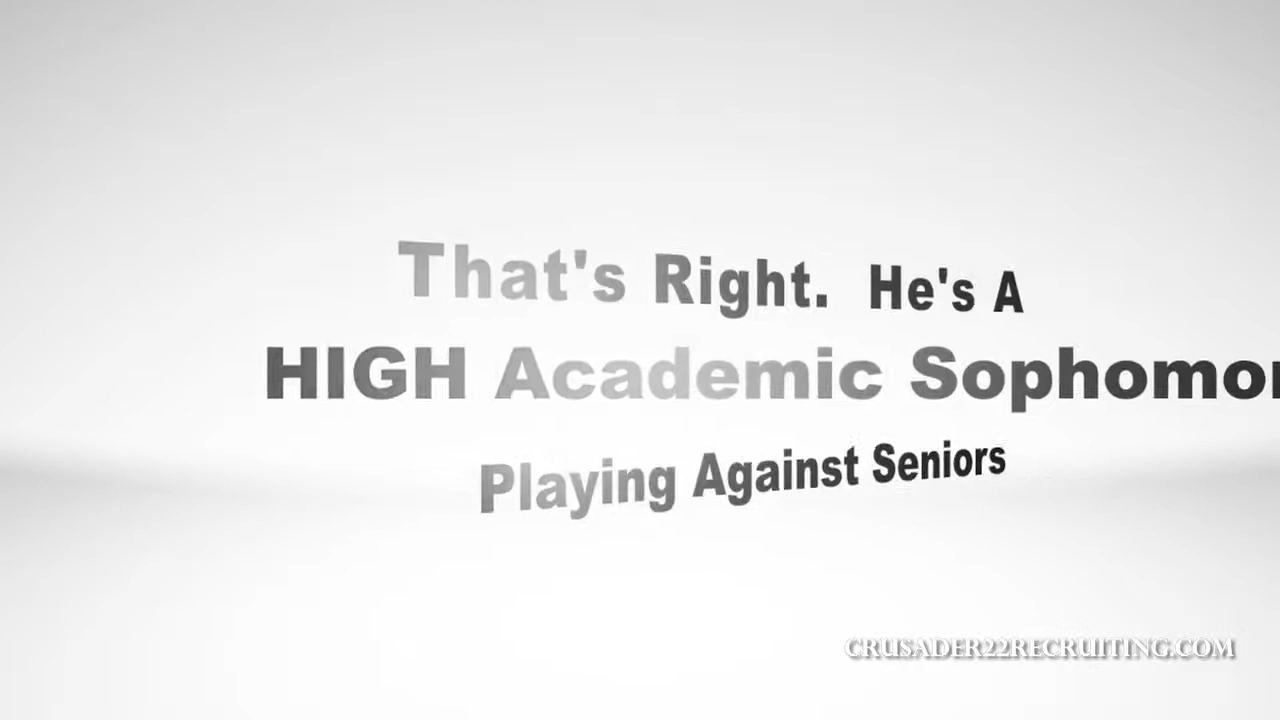 That's Right. He's A
HIGH Academic Sophomor
Playing Against Seniors
CRUSADER22RECRUITING.COM